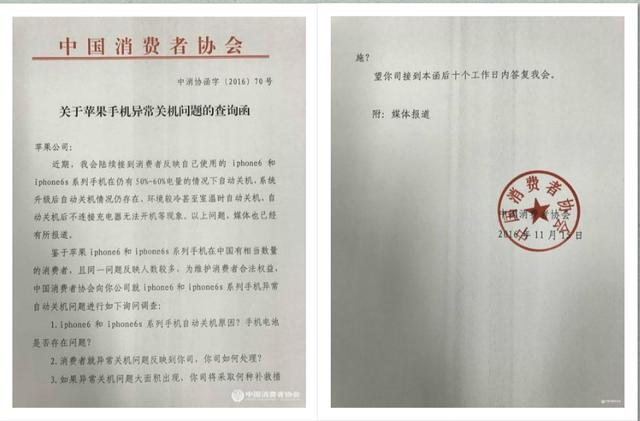 中国消费者协会
中消协函字（2016）70号
关于苹果手机异常关机问题的查询函
苹果公司：
近期，我会陆续接到消费者反映自己使用的 iphone6 和
iphone6s 系列手机在仍有 50%-60%电量的情况下自动关机、系统
升级后自动关机情况仍存在、环境较冷甚至室温时自动关机、自
动关机后不连接充电器无法开机等现象。以上问题，媒体也已经
有所报道。
鉴于苹果 iphone6 和 iphone6s 系列手机在中国有相当数量
的消费者，且同一问题反映人数较多，为维护消费者合法权益，
中国消费者协会向你公司就 iphone6 和 iphone6s 系列手机异常
自动关机问题进行如下询问调查：
1.iphone6 和 iphone6s 系列手机自动关机原因？手机电池
是否存在问题？
2.消费者就异常关机问题反映到你司，你司如何处理？
3.如果异常关机问题大面积出现，你司将采取何种补救措
中国消费者协会
施？
望你司接到本函后十个工作日内答复我会。
附：媒体报道
中国消费者协会
中国消费者协会
2016 年 11 月 15 日